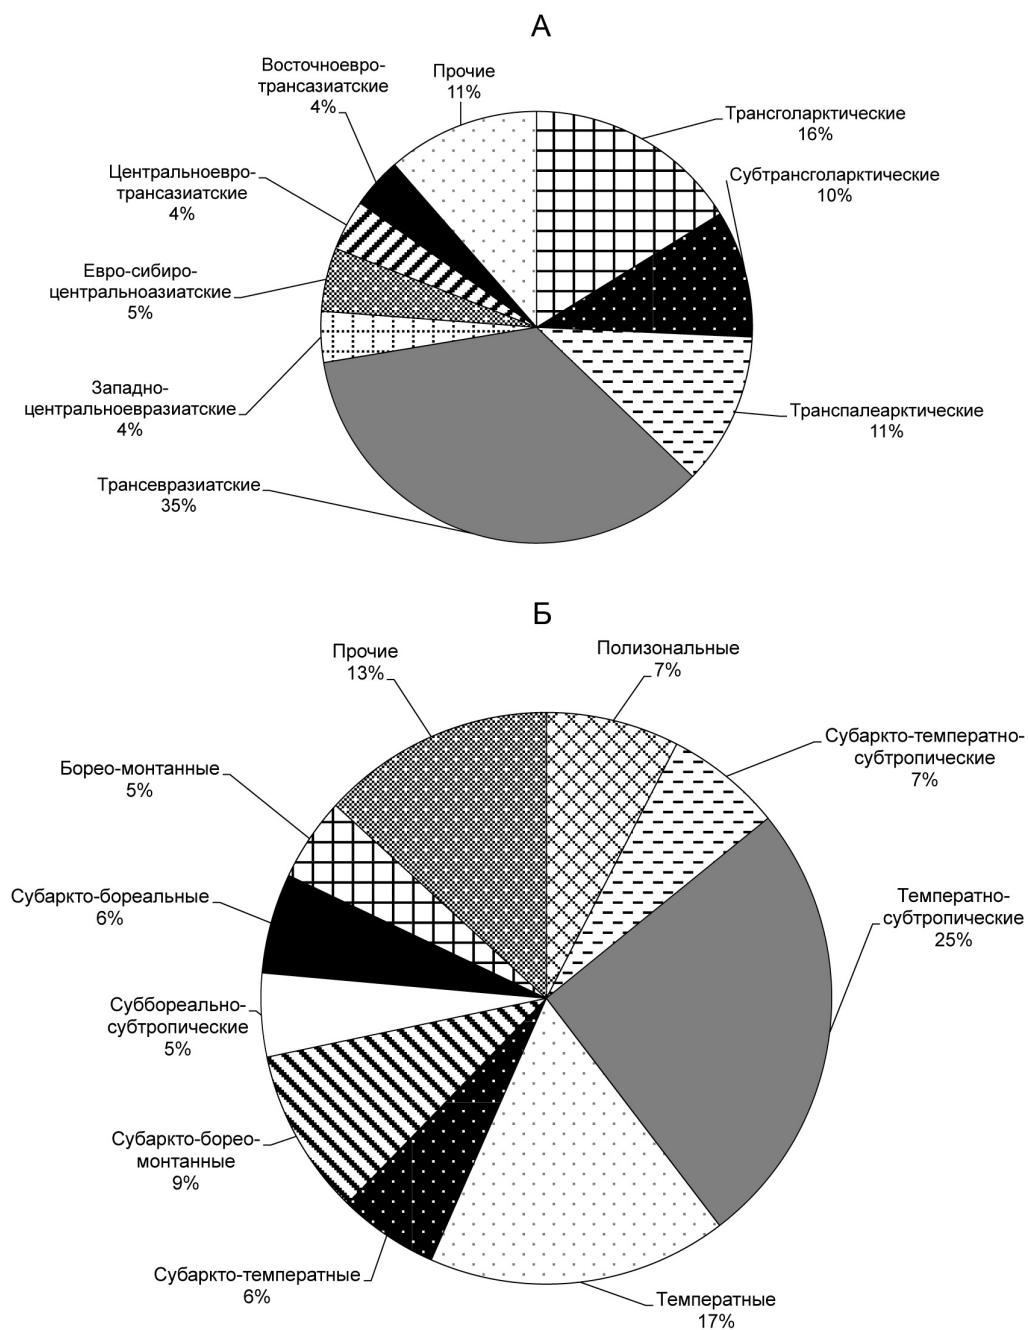 А
Восточноевро-
трансазиатские
4%
Прочие
11%
Трансголарктические
16%
Субтрансголарктические
10%
Центральноевро-
трансазиатские
4%
Евро-сибиро-
центральноазиатские
5%
Западно-
центральноевразиатские
4%
Транспалеарктические
11%
Трансевразиатские
35%
Б
Прочие
13%
Полизональные
7%
Субаркто-температно-
субтропические
7%
Борео-монтанные
5%
Субаркто-бореальные
6%
Температно-
субтропические
25%
Суббореально-
субтропические
5%
Субаркто-борео-
монтанные
9%
Субаркто-температные
6%
Температные
17%